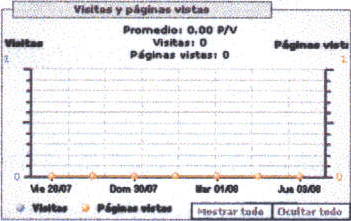 Visitas y páginas vistas
Promedio: 0.00 P/V
Visitas: 0
Páginas vistas: 0
Visitas
Páginas vista
1
1
0
0
Vie 28/07
Dom 30/07
Mar 01/08
Jue 03/08
Visitas
Páginas vistas
Mostrar todo
Ocultar todo